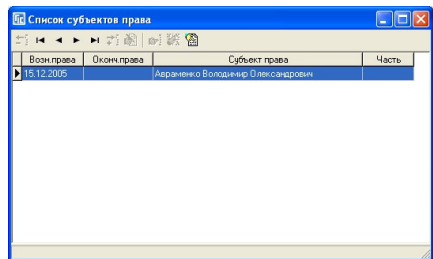 Список субъектов права
Возн.права Оконч.права Субъект права Часть
15.12.2005 Авраменко Володимир Олександрович